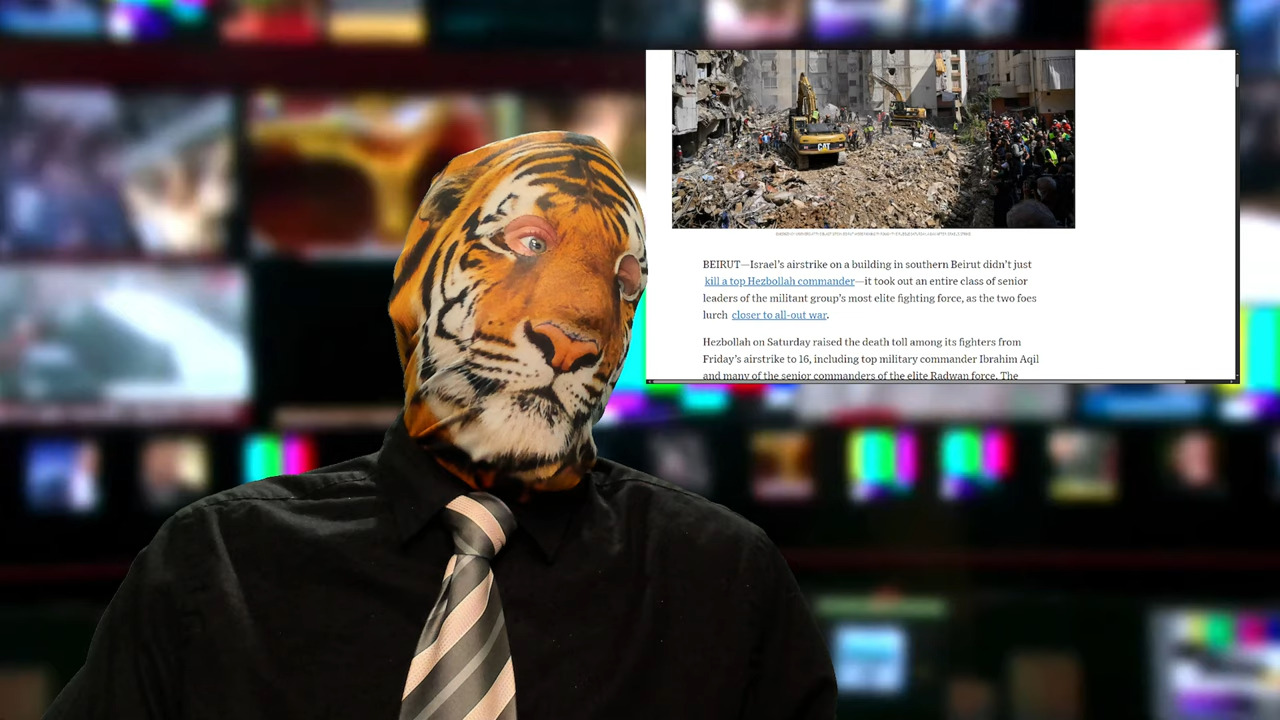 CAT
BEIRUT—Israel's airstrike on a building in southern Beirut didn't just
kill a top Hezbollah commander—it took out an entire class of senior
leaders of the militant group's most elite fighting force, as the two foes
lurch closer to all-out war.
Hezbollah on Saturday raised the death toll among its fighters from
Friday's airstrike to 16, including top military commander Ibrahim Aqil
and many of the senior commanders of the elite Radwan force. The